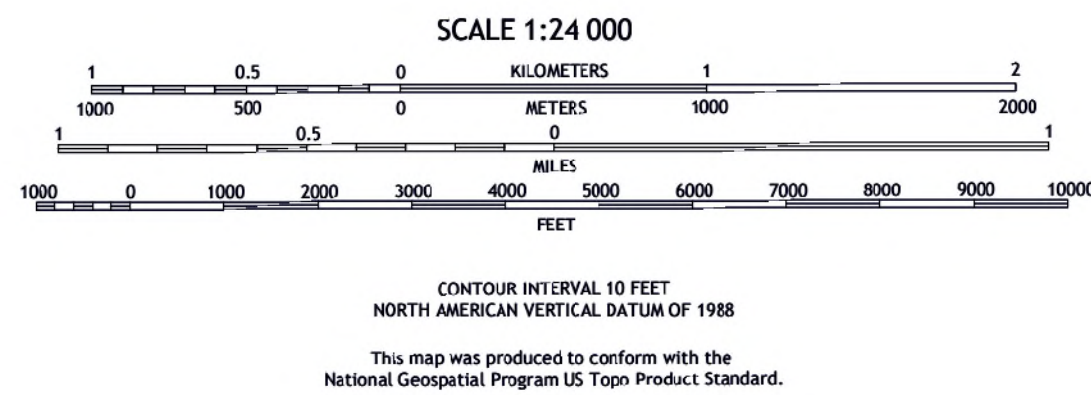 SCALE 1:24 000
1 0.5 0 KILOMETERS 1 2
1000 500 0 METERS 1000 2000
1 0.5 0 1
MILES
1000 0 1000 2000 3000 4000 5000 6000 7000 8000 9000 10000
FEET
CONTOUR INTERVAL 10 FEET
NORTH AMERICAN VERTICAL DATUM OF 1988
This map was produced to conform with the
National Geospatial Program US Topo Product Standard.